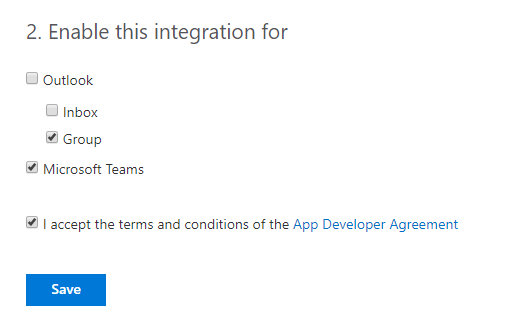 2. Enable this integration for
Outlook
Inbox
Group
Microsoft Teams
I accept the terms and conditions of the App Developer Agreement
Save